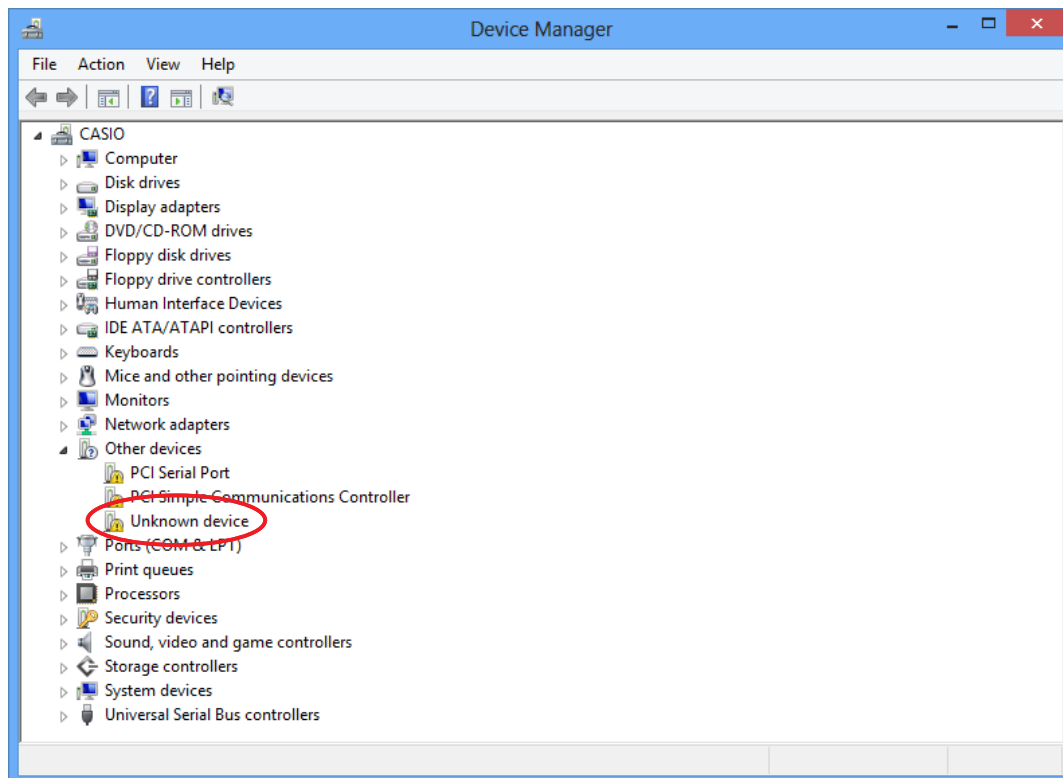 Device Manager
File Action View Help
CASIO
Computer
Disk drives
Display adapters
DVD/CD-ROM drives
Floppy disk drives
Floppy drive controllers
Human Interface Devices
IDE ATA/ATAPI controllers
Keyboards
Mice and other pointing devices
Monitors
Network adapters
Other devices
PCI Serial Port
PCI Simple Communications Controller
Unknown device
Ports (COM & LPT)
Print queues
Processors
Security devices
Sound, video and game controllers
Storage controllers
System devices
Universal Serial Bus controllers